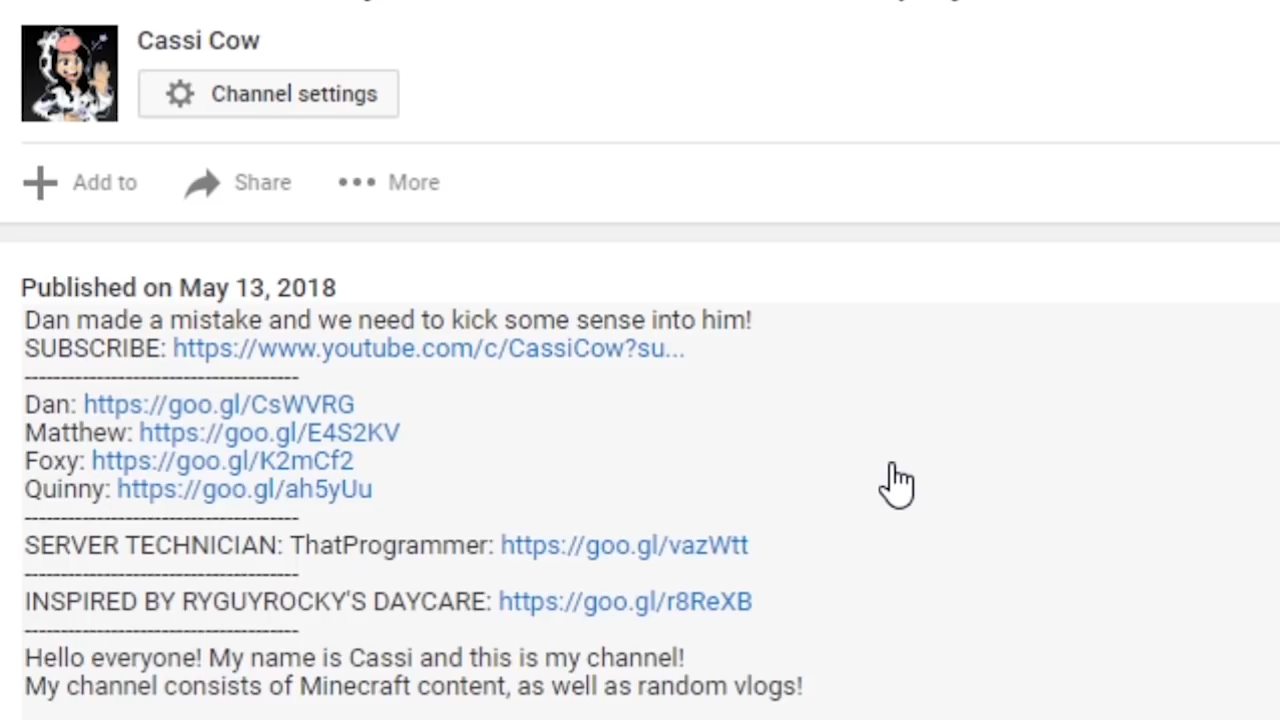 Cassi Cow
Channel settings
Add to Share More
Published on May 13, 2018
Dan made a mistake and we need to kick some sense into him!
SUBSCRIBE: https://www.youtube.com/c/CassiCow?su...
----------------------------------------
Dan: https://goo.gl/CsWVRG
Matthew: https://goo.gl/E4S2KV
Foxy: https://goo.gl/K2mCf2
Quinny: https://goo.gl/ah5yUu
----------------------------------------
SERVER TECHNICIAN: ThatProgrammer: https://goo.gl/vazWtt
----------------------------------------
INSPIRED BY RYGUYROCKY'S DAYCARE: https://goo.gl/r8ReXB
----------------------------------------
Hello everyone! My name is Cassi and this is my channel!
My channel consists of Minecraft content, as well as random vlogs!